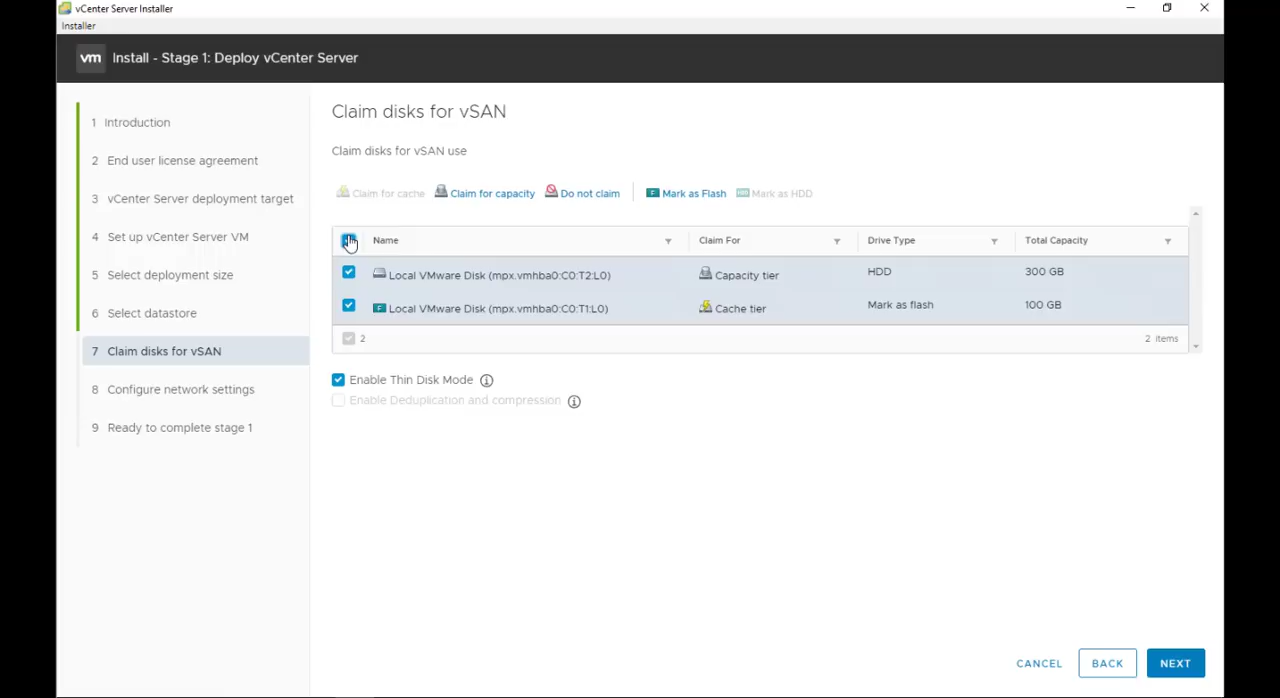 vCenter Server Installer
Installer
vm Install - Stage 1: Deploy vCenter Server
1 Introduction
2 End user license agreement
3 vCenter Server deployment target
4 Set up vCenter Server VM
5 Select deployment size
6 Select datastore
7 Claim disks for vSAN
8 Configure network settings
9 Ready to complete stage 1
Claim disks for vSAN
Claim disks for vSAN use
Claim for cache Claim for capacity Do not claim F Mark as Flash HDD Mark as HDD
Name Claim For Drive Type Total Capacity
Local VMware Disk (mpx.vmhba0:C0:T2:L0) Capacity tier HDD 300 GB
F Local VMware Disk (mpx.vmhba0:C0:T1:L0) Cache tier Mark as flash 100 GB
2 2 items
Enable Thin Disk Mode
Enable Deduplication and compression
CANCEL BACK NEXT